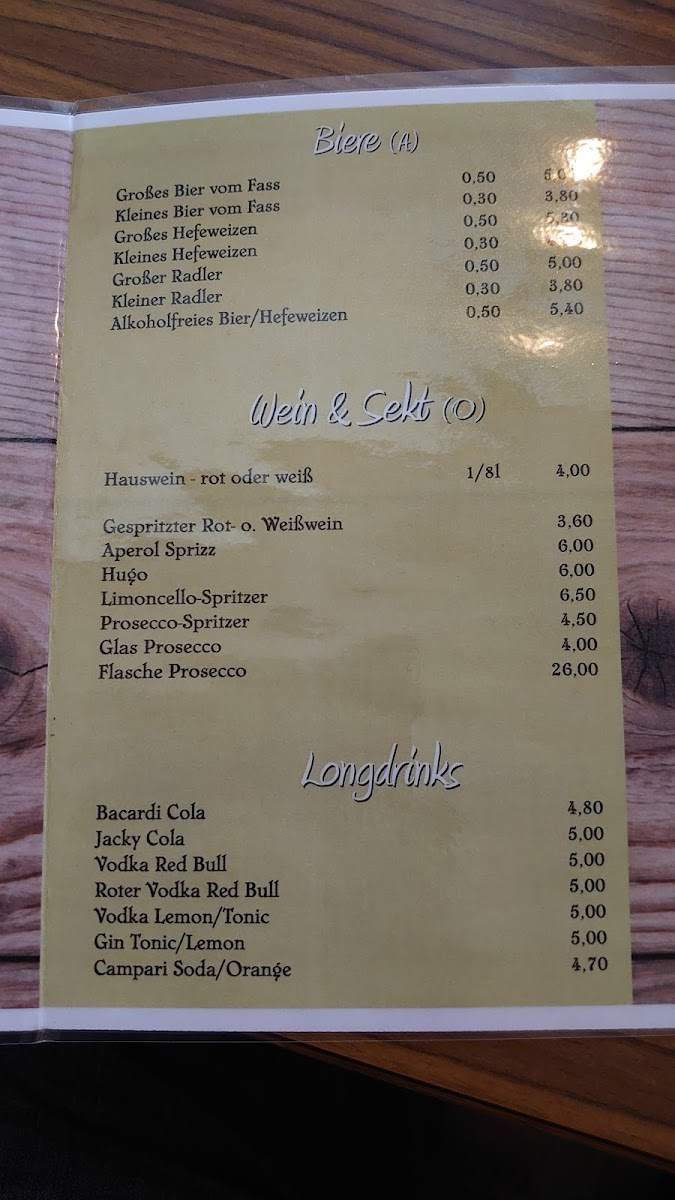 Biere (A)
Großes Bier vom Fass 0,50
Kleines Bier vom Fass 0,30 3,80
Großes Hefeweizen 0,50 5,20
Kleines Hefeweizen 0,30
Großer Radler 0,50 5,00
Kleiner Radler 0,30 3,80
Alkoholfreies Bier/Hefeweizen 0,50 5,40
Wein & Sekt (O)
Hauswein - rot oder weiß 1/8l 4,00
Gespritzter Rot- o. Weißwein 3,60
Aperol Sprizz 6,00
Hugo 6,00
Limoncello-Spritzer 6,50
Prosecco-Spritzer 4,50
Glas Prosecco 4,00
Flasche Prosecco 26,00
Longdrinks
Bacardi Cola 4,80
Jacky Cola 5,00
Vodka Red Bull 5,00
Roter Vodka Red Bull 5,00
Vodka Lemon/Tonic 5,00
Gin Tonic/Lemon 5,00
Campari Soda/Orange 4,70